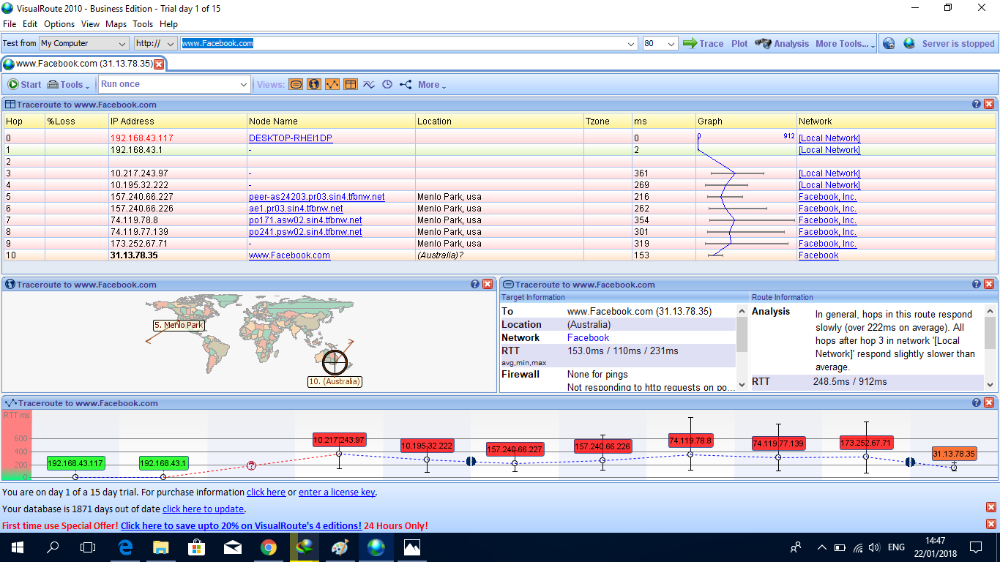 VisualRoute 2010 - Business Edition - Trial day 1 of 15
File Edit Options View Maps Tools Help
Test from My Computer http:// www.Facebook.com 80 Trace Plot Analysis More Tools... Server is stopped
www.Facebook.com (31.13.78.35)
Start Tools Run once Views: More
Traceroute to www.Facebook.com
Hop %Loss IP Address Node Name Location Tzone ms Graph Network
0 192.168.43.117 DESKTOP-RHEI1DP 0 0 912 [Local Network]
1 192.168.43.1 - 2 [Local Network]
2
3 10.217.243.97 - 361 [Local Network]
4 10.195.32.222 - 269 [Local Network]
5 157.240.66.227 peer-as24203.pr03.sin4.tfbnw.net Menlo Park, usa 216 Facebook, Inc.
6 157.240.66.226 ae1.pr03.sin4.tfbnw.net Menlo Park, usa 262 Facebook, Inc.
7 74.119.78.8 po171.asw02.sin4.tfbnw.net Menlo Park, usa 354 Facebook, Inc.
8 74.119.77.139 po241.psw02.sin4.tfbnw.net Menlo Park, usa 301 Facebook, Inc.
9 173.252.67.71 - Menlo Park, usa 319 Facebook, Inc.
10 31.13.78.35 www.Facebook.com (Australia)? 153 Facebook
Traceroute to www.Facebook.com
5. Menlo Park
10. (Australia)
Traceroute to www.Facebook.com
Target Information
To www.Facebook.com (31.13.78.35)
Location (Australia)
Network Facebook
RTT 153.0ms / 110ms / 231ms
avg,min,max
Firewall None for pings
Not responding to http requests on po...
Route Information
Analysis In general, hops in this route respond
slowly (over 222ms on average). All
hops after hop 3 in network '[Local
Network]' respond slightly slower than
average.
RTT 248.5ms / 912ms
Traceroute to www.Facebook.com
RTT ms
600
400
200
0
192.168.43.117
192.168.43.1
?
10.217.243.97
10.195.32.222
157.240.66.227
157.240.66.226
74.119.78.8
74.119.77.139
173.252.67.71
31.13.78.35
You are on day 1 of a 15 day trial. For purchase information click here or enter a license key.
Your database is 1871 days out of date click here to update.
First time use Special Offer! Click here to save upto 20% on VisualRoute's 4 editions! 24 Hours Only!
ENG
14:47
22/01/2018